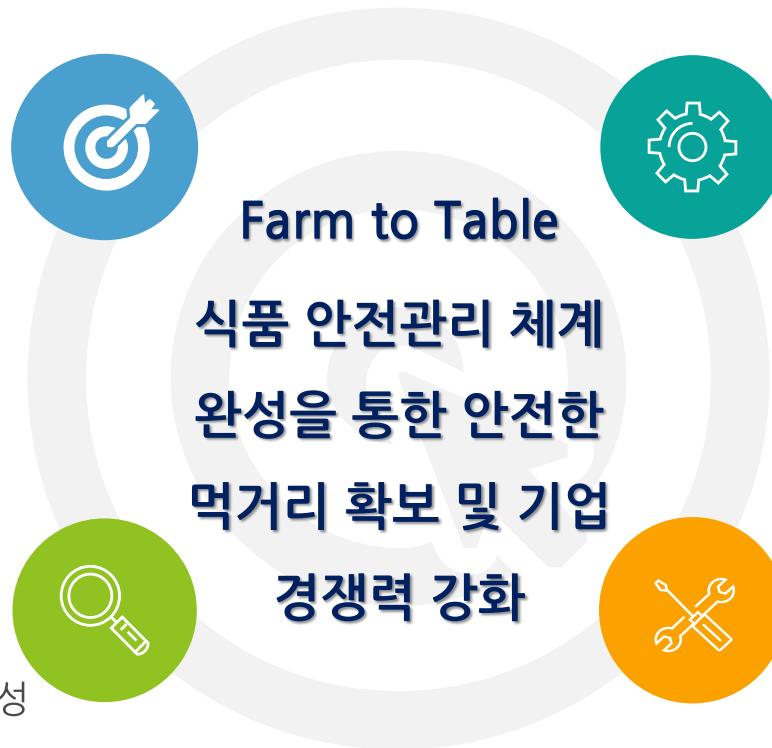 Farm to Table
식품 안전관리 체계
완성을 통한 안전한
먹거리 확보 및 기업
경쟁력 강화
성